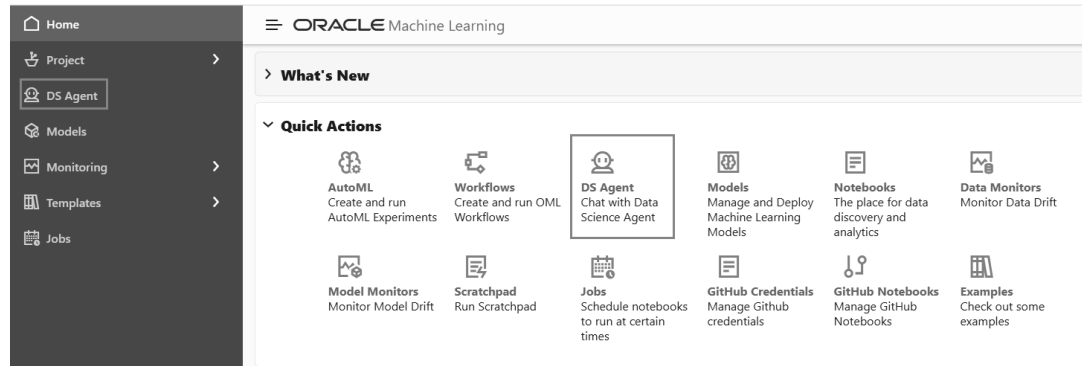 Home
Project
DS Agent
Models
Monitoring
Templates
Jobs
ORACLE Machine Learning
What's New
Quick Actions
AutoML
Create and run
AutoML Experiments
Workflows
Create and run OML
Workflows
DS Agent
Chat with Data
Science Agent
Models
Manage and Deploy
Machine Learning
Models
Notebooks
The place for data
discovery and
analytics
Data Monitors
Monitor Data Drift
Model Monitors
Monitor Model Drift
Scratchpad
Run Scratchpad
Jobs
Schedule notebooks
to run at certain
times
GitHub Credentials
Manage Github
credentials
GitHub Notebooks
Manage GitHub
Notebooks
Examples
Check out some
examples